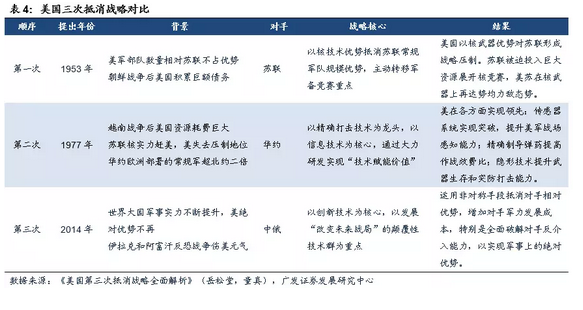 表 4：美国三次抵消战略对比
顺序 提出年份 背景 对手 战略核心 结果
第一次 1953 年
美军部队数量相对苏联不占优势
朝鲜战争后美国积累巨额债务
苏联
以核技术优势抵消苏联常规
军队规模优势，主动转移军
备竞赛重点
美国以核武器优势对苏联形成
战略压制。苏联被迫投入巨大
资源展开核竞赛，美苏在核武
器上再达势均力敌态势。
第二次 1977 年
越南战争后美国资源耗费巨大
苏联核实力赶美，美失去压制地位
华约欧洲部署的常规军超北约二倍
华约
以精确打击技术为龙头，以
信息技术为核心，通过大力
研发实现“技术赋能价值”
美在各方面实现领先：传感器
系统实现突破，提升美军战场
感知能力；精确制导弹药提高
作战效费比；隐形技术提升武
器生存和突防打击能力。
第三次 2014 年
世界大国军事实力不断提升，美绝
对优势不再
伊拉克和阿富汗反恐战争伤美元气
中俄
以创新技术为核心，以发展
“改变未来战局”的颠覆性
技术群为重点
运用非对称手段抵消对手相对
优势，增加对手军力发展成
本，特别是全面破解对手反介
入能力，以实现军事上的绝对
优势。
数据来源：《美国第三次抵消战略全面解析》（岳松堂，童真），广发证券发展研究中心